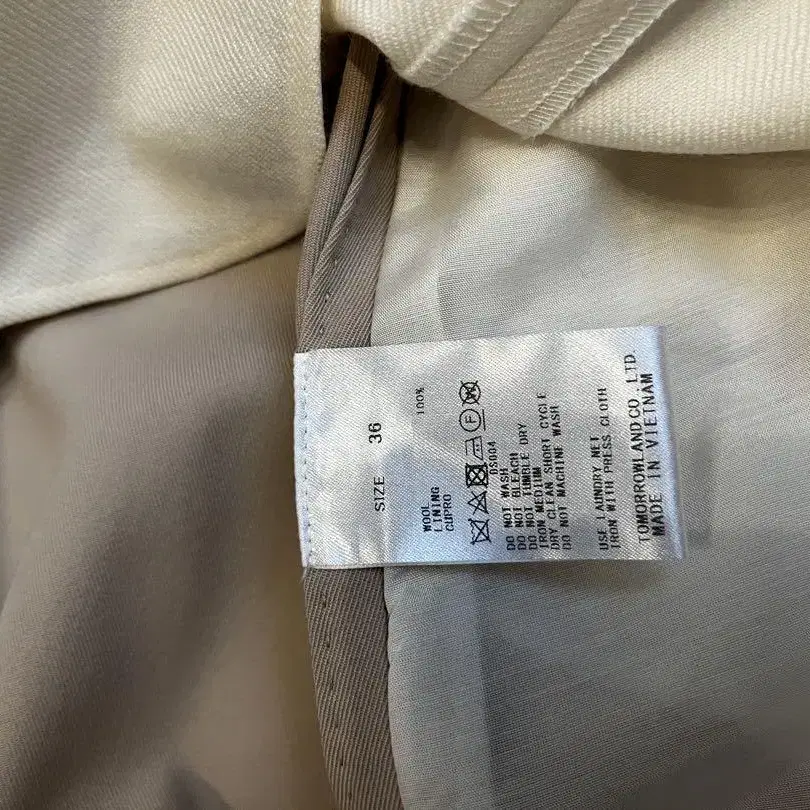 SIZE 36
WOOL 100%
LINING
CUPRO
DS004
DO NOT WASH
DO NOT BLEACH
DO NOT TUMBLE DRY
IRON MEDIUM
DRY CLEAN SHORT CYCLE
DO NOT MACHINE WASH
USE LAUNDRY NET
IRON WITH PRESS CLOTH
TOMORROWLAND CO., LTD.
MADE IN VIETNAM